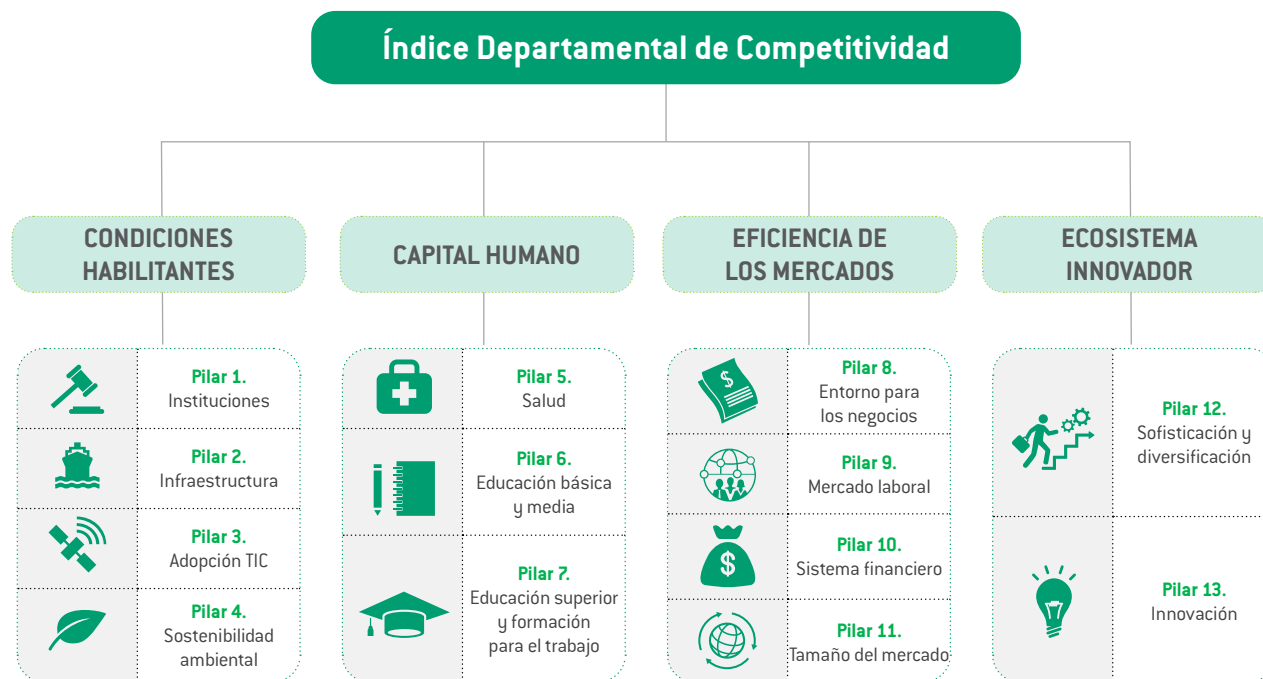 Índice Departamental de Competitividad
CONDICIONES
HABILITANTES
Pilar 1.
Instituciones
Pilar 2.
Infraestructura
Pilar 3.
Adopción TIC
Pilar 4.
Sostenibilidad
ambiental
CAPITAL HUMANO
Pilar 5.
Salud
Pilar 6.
Educación básica
y media
Pilar 7.
Educación superior
y formación
para el trabajo
EFICIENCIA DE
LOS MERCADOS
$
Pilar 8.
Entorno para
los negocios
Pilar 9.
Mercado laboral
$
Pilar 10.
Sistema financiero
Pilar 11.
Tamaño del mercado
ECOSISTEMA
INNOVADOR
Pilar 12.
Sofisticación y
diversificación
Pilar 13.
Innovación